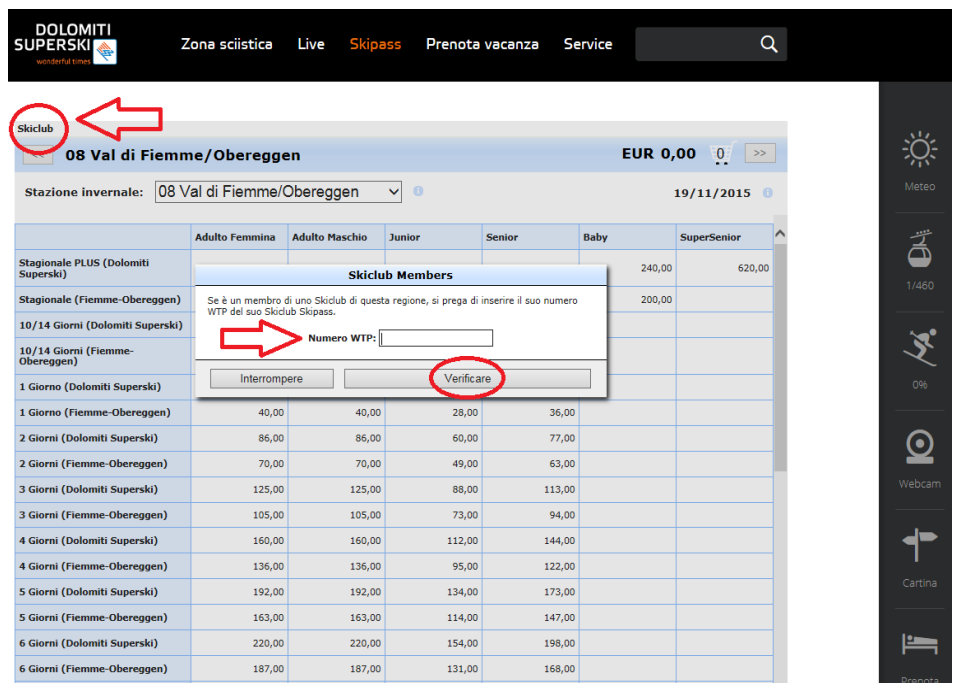 DOLOMITI
SUPERSKI
wonderful times
Zona sciistica Live Skipass Prenota vacanza Service
Skiclub
<< 08 Val di Fiemme/Obereggen EUR 0,00 0 >>
Stazione invernale: 08 Val di Fiemme/Obereggen 19/11/2015
Adulto Femmina Adulto Maschio Junior Senior Baby SuperSenior
Stagionale PLUS (Dolomiti
Superski) 240,00 620,00
Stagionale (Fiemme-Obereggen) 200,00
10/14 Giorni (Dolomiti Superski)
10/14 Giorni (Fiemme-
Obereggen)
1 Giorno (Dolomiti Superski)
Skiclub Members
Se è un membro di uno Skiclub di questa regione, si prega di inserire il suo numero
WTP del suo Skiclub Skipass.
Numero WTP:
Interrompere Verificare
1 Giorno (Fiemme-Obereggen) 40,00 40,00 28,00 36,00
2 Giorni (Dolomiti Superski) 86,00 86,00 60,00 77,00
2 Giorni (Fiemme-Obereggen) 70,00 70,00 49,00 63,00
3 Giorni (Dolomiti Superski) 125,00 125,00 88,00 113,00
3 Giorni (Fiemme-Obereggen) 105,00 105,00 73,00 94,00
4 Giorni (Dolomiti Superski) 160,00 160,00 112,00 144,00
4 Giorni (Fiemme-Obereggen) 136,00 136,00 95,00 122,00
5 Giorni (Dolomiti Superski) 192,00 192,00 134,00 173,00
5 Giorni (Fiemme-Obereggen) 163,00 163,00 114,00 147,00
6 Giorni (Dolomiti Superski) 220,00 220,00 154,00 198,00
6 Giorni (Fiemme-Obereggen) 187,00 187,00 131,00 168,00
Meteo
1/460
0%
Webcam
Cartina
Prenota